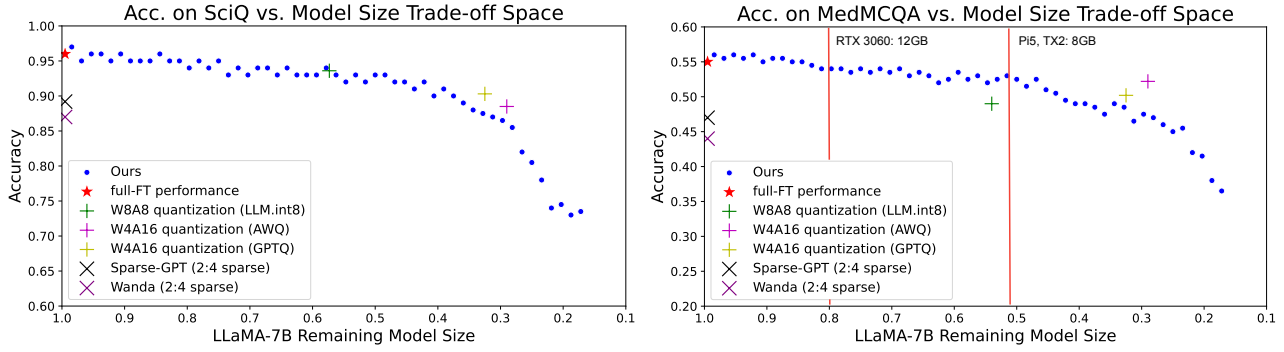 Acc. on SciQ vs. Model Size Trade-off Space
1.00
0.95
0.90
0.85
0.80
0.75
0.70
0.65
0.60
Accuracy
Ours
full-FT performance
W8A8 quantization (LLM.int8)
W4A16 quantization (AWQ)
W4A16 quantization (GPTQ)
Sparse-GPT (2:4 sparse)
Wanda (2:4 sparse)
1.0 0.9 0.8 0.7 0.6 0.5 0.4 0.3 0.2 0.1
LLaMA-7B Remaining Model Size
Acc. on MedMCQA vs. Model Size Trade-off Space
0.60
0.55
0.50
0.45
0.40
0.35
0.30
0.25
0.20
Accuracy
RTX 3060: 12GB
Pi5, TX2: 8GB
Ours
full-FT performance
W8A8 quantization (LLM.int8)
W4A16 quantization (AWQ)
W4A16 quantization (GPTQ)
Sparse-GPT (2:4 sparse)
Wanda (2:4 sparse)
1.0 0.9 0.8 0.7 0.6 0.5 0.4 0.3 0.2 0.1
LLaMA-7B Remaining Model Size